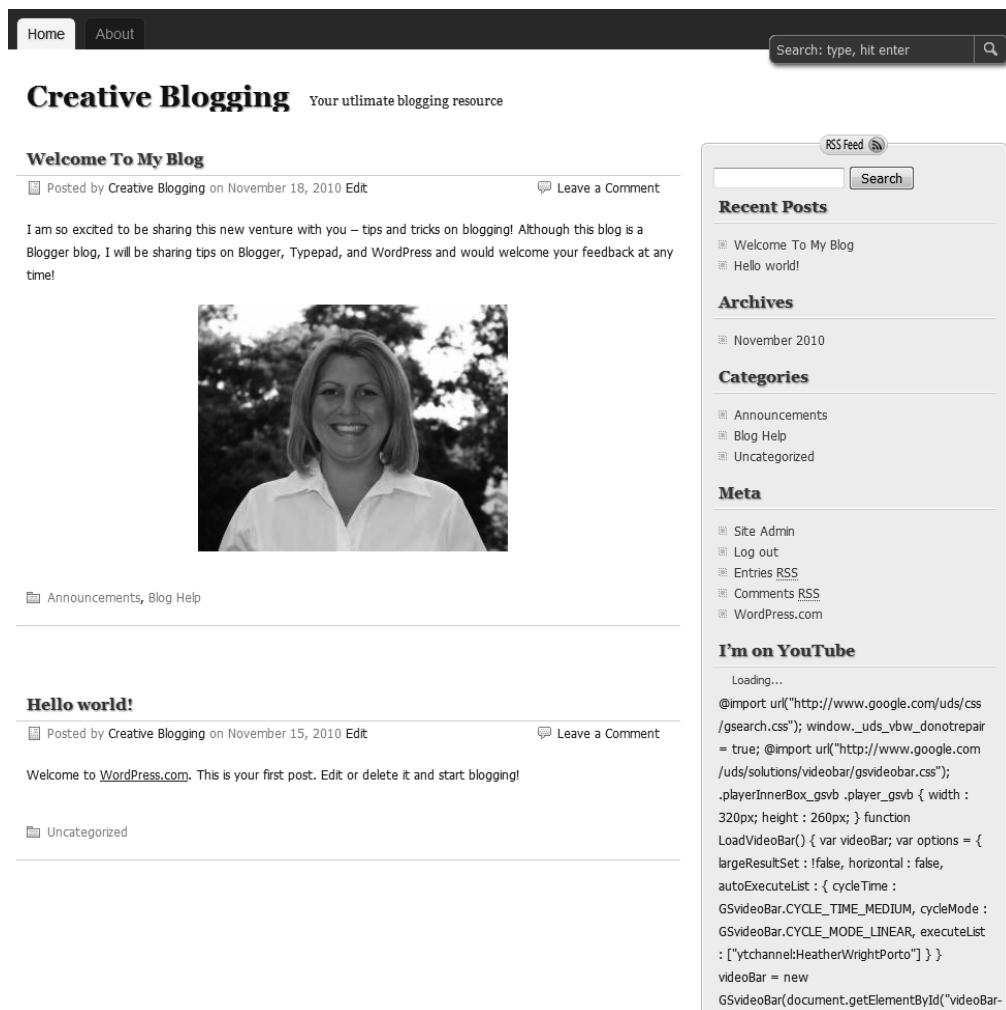 Home
About
Search: type, hit enter
Creative Blogging
Your utlimate blogging resource
Welcome To My Blog
Posted by Creative Blogging on November 18, 2010 Edit
Leave a Comment
I am so excited to be sharing this new venture with you – tips and tricks on blogging! Although this blog is a
Blogger blog, I will be sharing tips on Blogger, Typepad, and WordPress and would welcome your feedback at any
time!
Announcements, Blog Help
Hello world!
Posted by Creative Blogging on November 15, 2010 Edit
Leave a Comment
Welcome to WordPress.com. This is your first post. Edit or delete it and start blogging!
Uncategorized
RSS Feed
Search
Recent Posts
Welcome To My Blog
Hello world!
Archives
November 2010
Categories
Announcements
Blog Help
Uncategorized
Meta
Site Admin
Log out
Entries RSS
Comments RSS
WordPress.com
I'm on YouTube
Loading...
@import url("http://www.google.com/uds/css
/gsearch.css"); window._uds_vbw_donotrepair
= true; @import url("http://www.google.com
/uds/solutions/videobar/gsvideobar.css");
.playerInnerBox_gsvb .player_gsvb { width :
320px; height : 260px; } function
LoadVideoBar() { var videoBar; var options = {
largeResultSet : !false, horizontal : false,
autoExecuteList : { cycleTime :
GSvideoBar.CYCLE_TIME_MEDIUM, cycleMode :
GSvideoBar.CYCLE_MODE_LINEAR, executeList
: ["ytchannel:HeatherWrightPorto"] } }
videoBar = new
GSvideoBar(document.getElementById("videoBar-